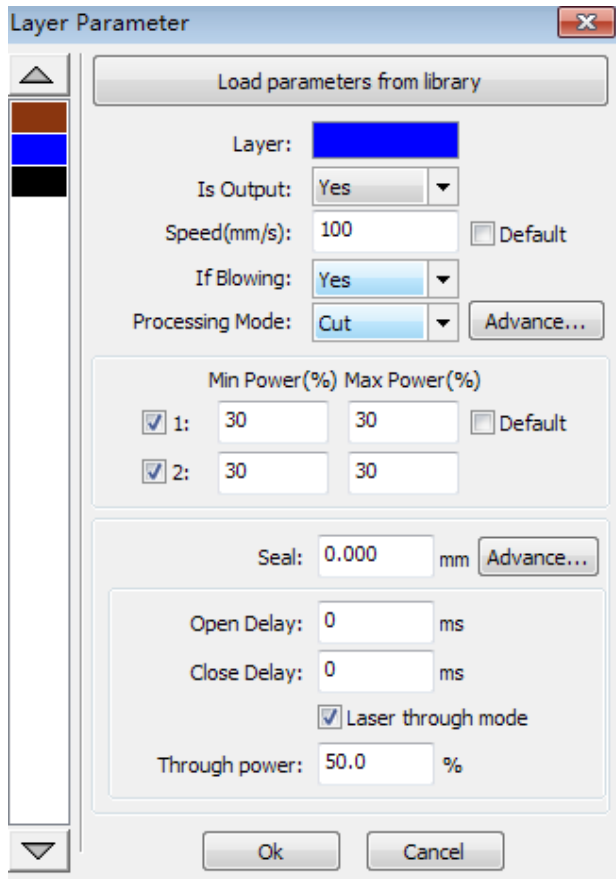 Layer Parameter
Load parameters from library
Layer:
Is Output: Yes
Speed(mm/s): 100 Default
If Blowing: Yes
Processing Mode: Cut Advance...
Min Power(%) Max Power(%)
1: 30 30 Default
2: 30 30
Seal: 0.000 mm Advance...
Open Delay: 0 ms
Close Delay: 0 ms
Laser through mode
Through power: 50.0 %
Ok Cancel